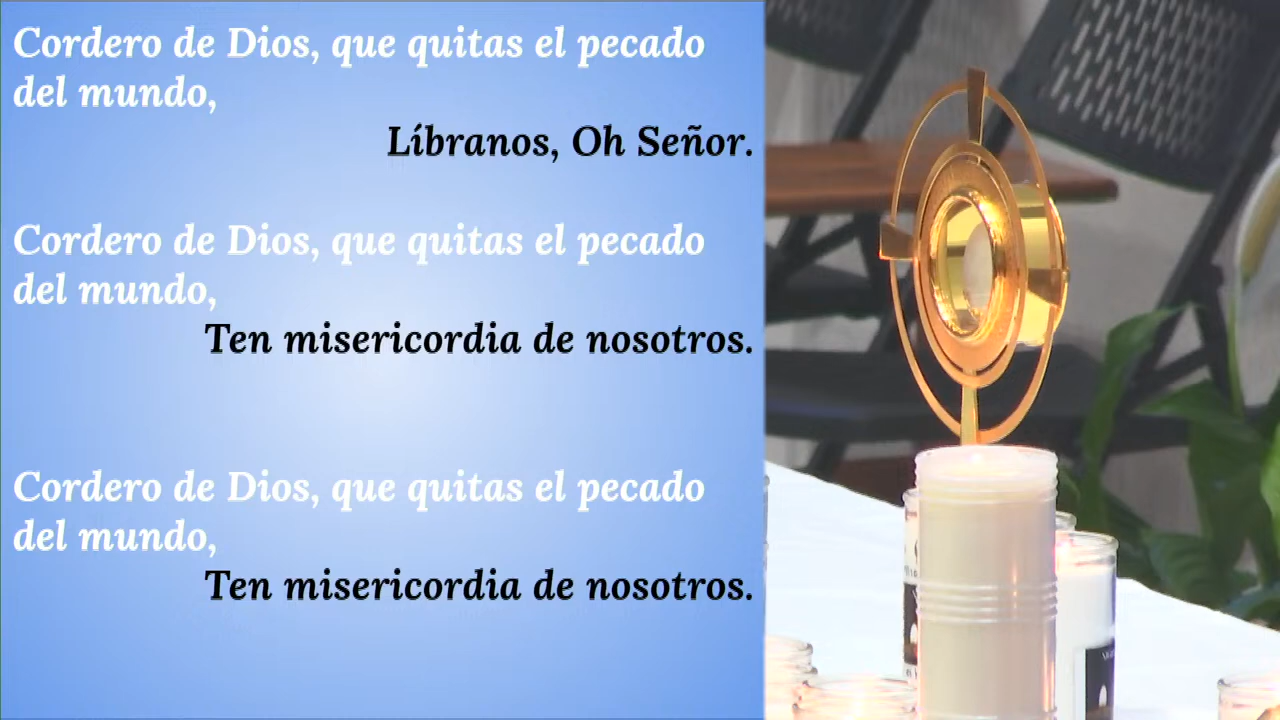 Cordero de Dios, que quitas el pecado
del mundo,
Líbranos, Oh Señor.
Cordero de Dios, que quitas el pecado
del mundo,
Ten misericordia de nosotros.
Cordero de Dios, que quitas el pecado
del mundo,
Ten misericordia de nosotros.